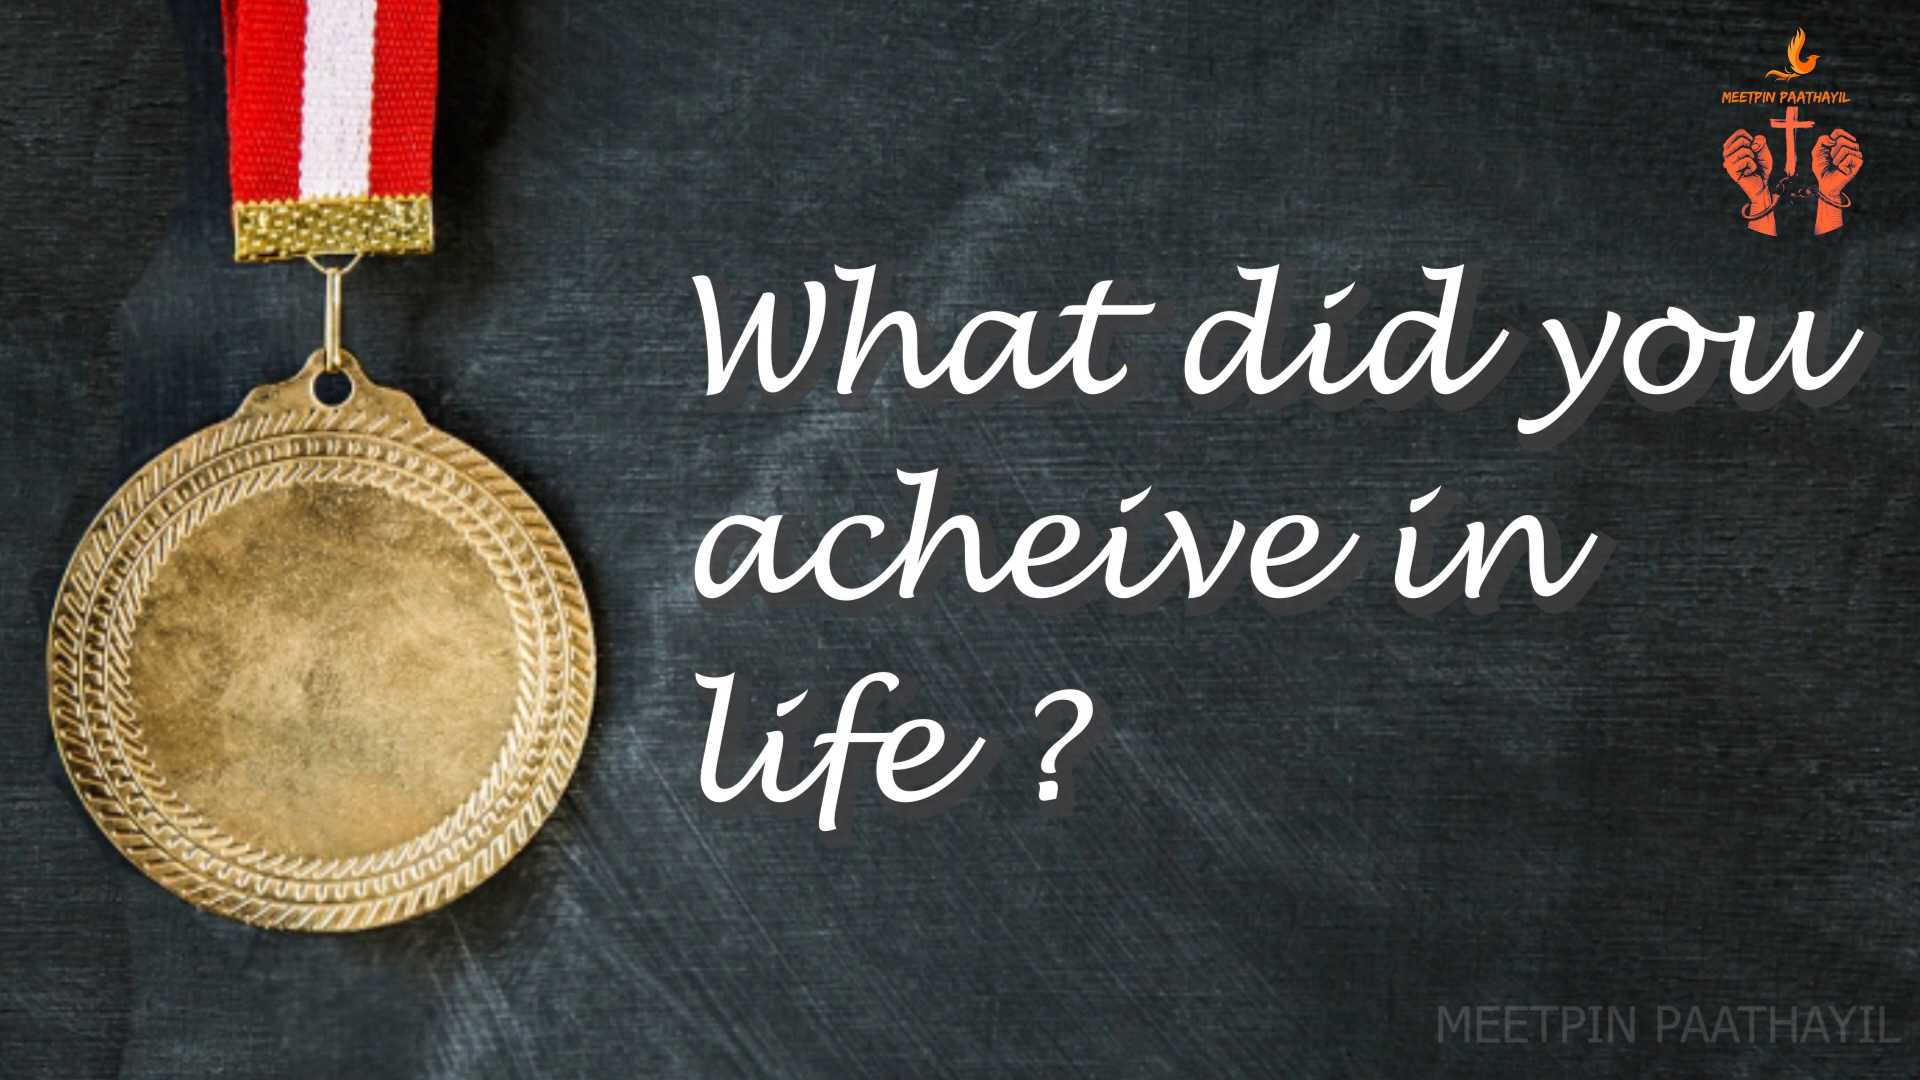 MEETPIN PAATHAYIL
What did you
acheive in
life ?
MEETPIN PAATHAYIL